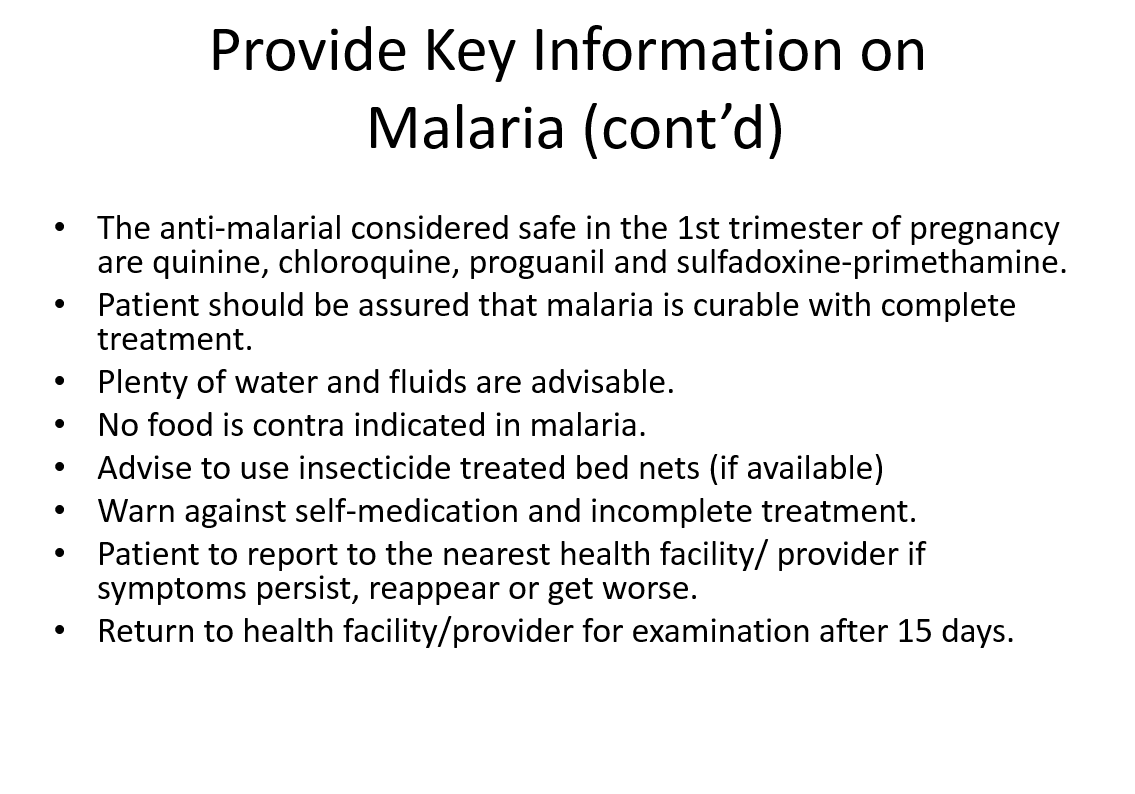 Provide Key Information on
Malaria (cont’d)
• The anti-malarial considered safe in the 1st trimester of pregnancy
are quinine, chloroquine, proguanil and sulfadoxine-primethamine.
• Patient should be assured that malaria is curable with complete
treatment.
• Plenty of water and fluids are advisable.
• No food is contra indicated in malaria.
• Advise to use insecticide treated bed nets (if available)
• Warn against self-medication and incomplete treatment.
• Patient to report to the nearest health facility/ provider if
symptoms persist, reappear or get worse.
• Return to health facility/provider for examination after 15 days.